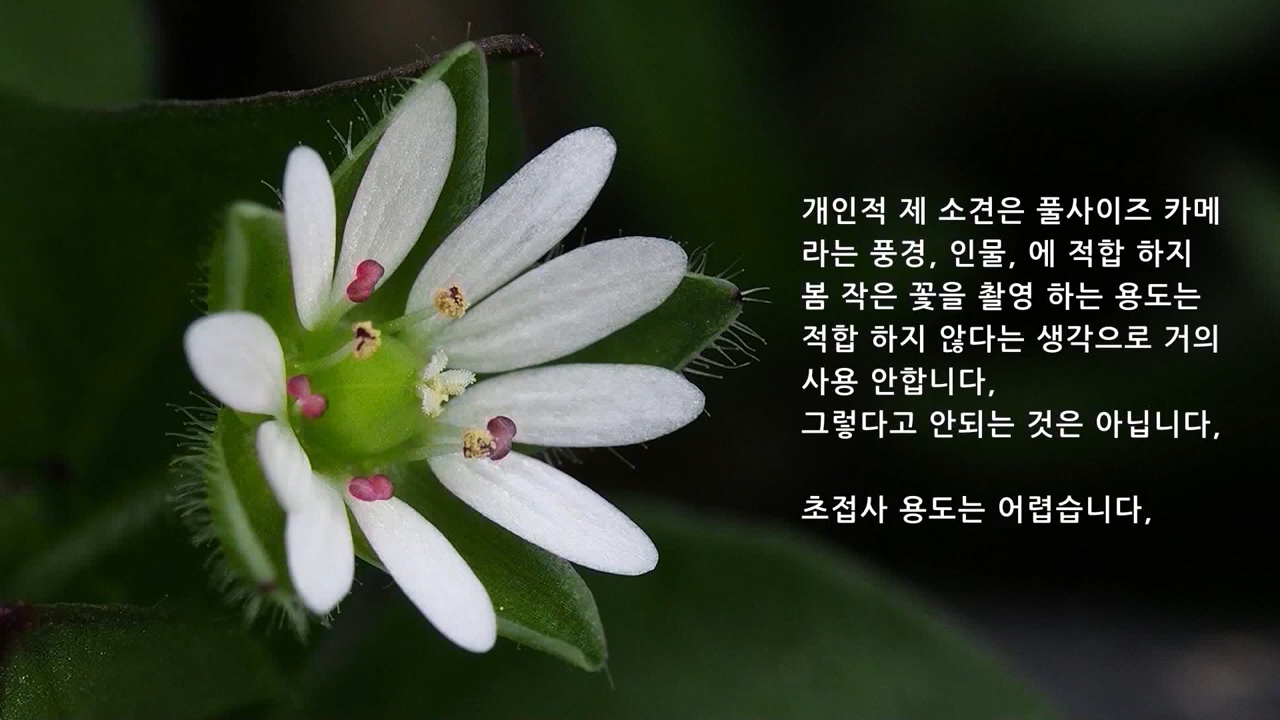 개인적 제 소견은 풀사이즈 카메
라는 풍경, 인물, 에 적합 하지
봄 작은 꽃을 촬영 하는 용도는
적합 하지 않다는 생각으로 거의
사용 안합니다,
그렇다고 안되는 것은 아닙니다,
초접사 용도는 어렵습니다,